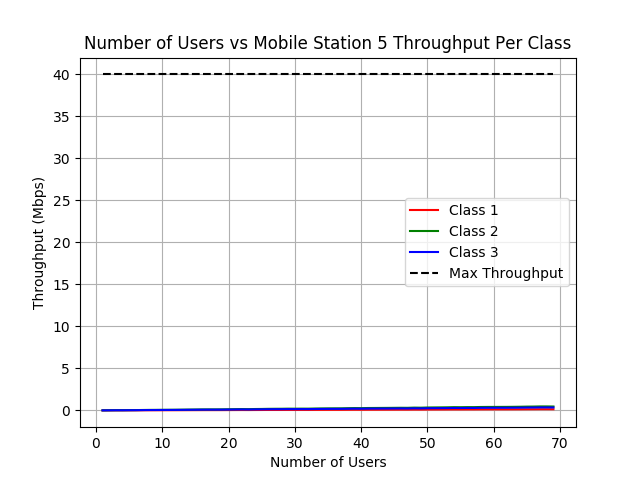 Number of Users vs Mobile Station 5 Throughput Per Class
40
35
30
25
20
15
10
5
0
Throughput (Mbps)
Class 1
Class 2
Class 3
Max Throughput
0 10 20 30 40 50 60 70
Number of Users